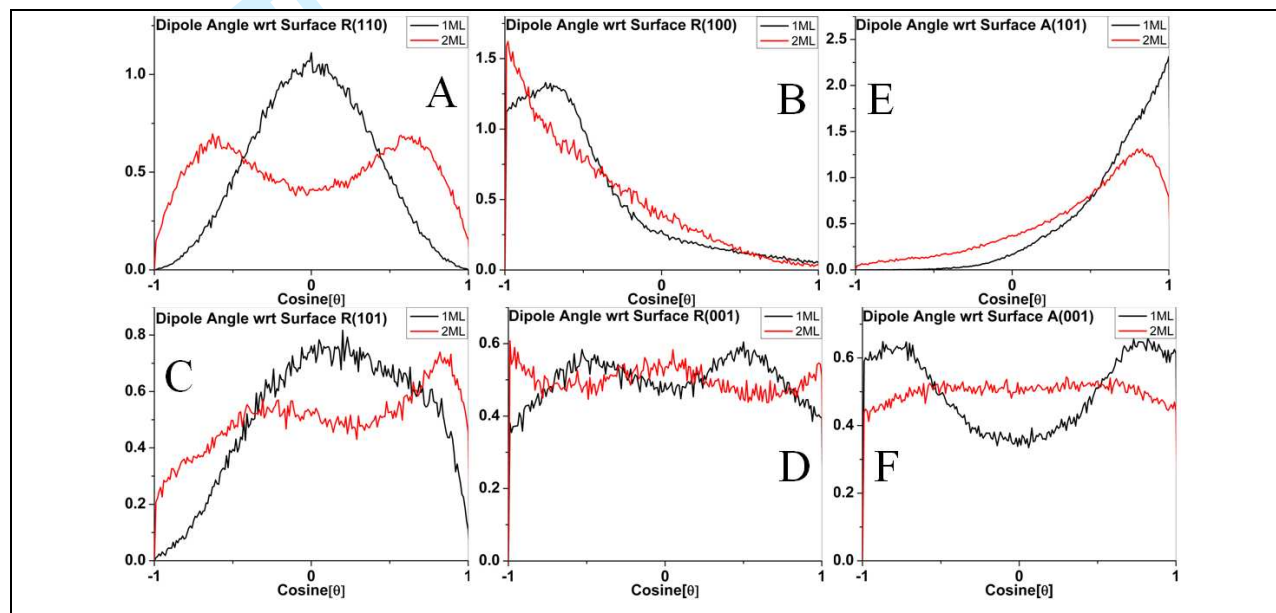 Dipole Angle wrt Surface R(110)
1ML
2ML
A
1.0
0.5
0.0
-1
0
1
Cosine[θ]
Dipole Angle wrt Surface R(100)
1ML
2ML
B
1.5
1.0
0.5
0.0
-1
0
1
Cosine[θ]
Dipole Angle wrt Surface A(101)
1ML
2ML
E
2.5
2.0
1.5
1.0
0.5
0.0
-1
0
1
Cosine[θ]
Dipole Angle wrt Surface R(101)
1ML
2ML
C
0.8
0.6
0.4
0.2
0.0
-1
0
1
Cosine[θ]
Dipole Angle wrt Surface R(001)
1ML
2ML
D
0.6
0.4
0.2
0.0
-1
0
1
Cosine[θ]
Dipole Angle wrt Surface A(001)
1ML
2ML
F
0.6
0.4
0.2
0.0
-1
0
1
Cosine[θ]